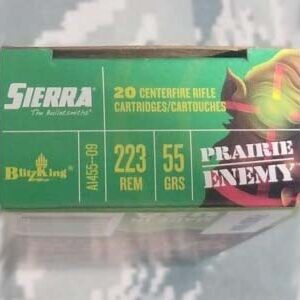 SIERRA
The Bulletsmiths®
20 CENTERFIRE RIFLE
CARTRIDGES/CARTOUCHES
BlitzKing
A1455--09
223
REM
55
GRS
PRAIRIE
ENEMY